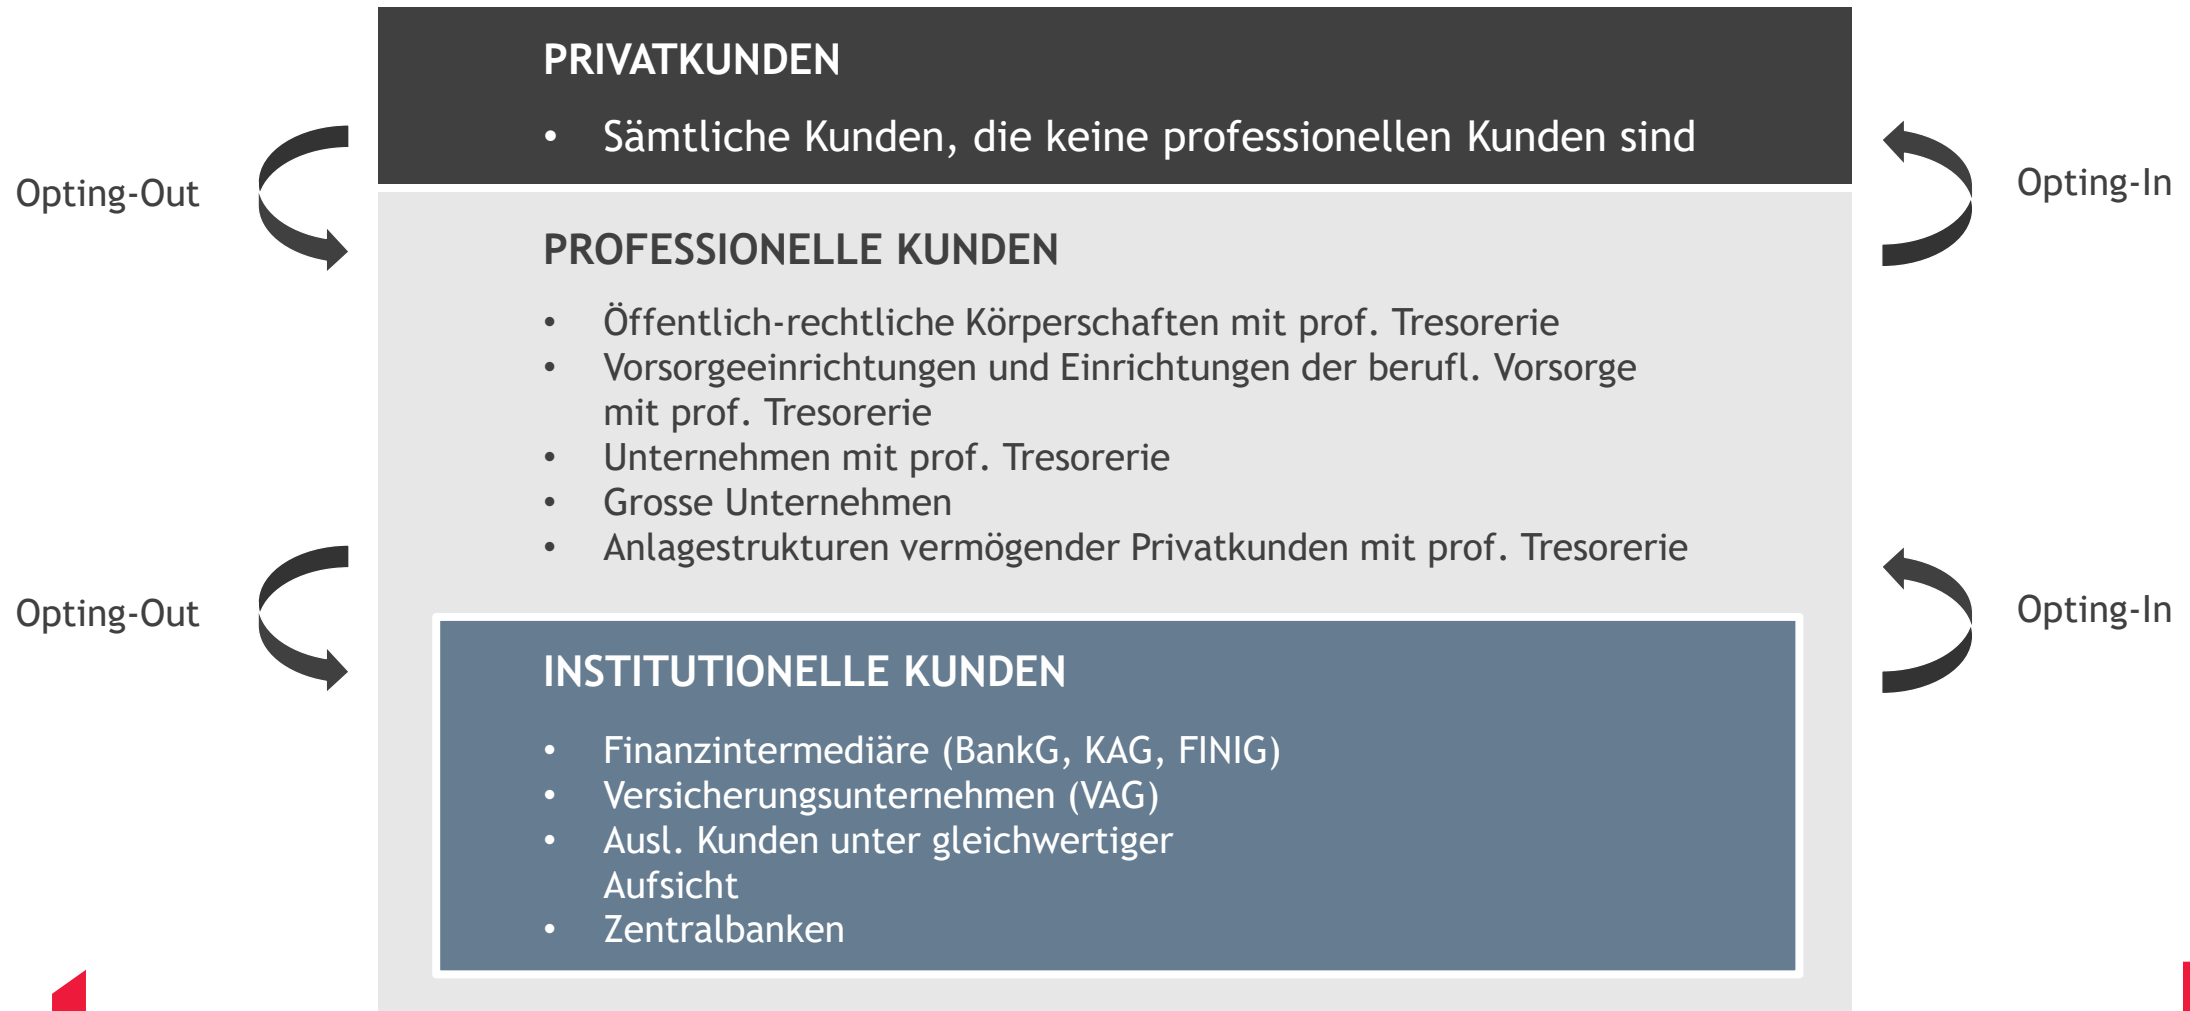 PRIVATKUNDEN
• Sämtliche Kunden, die keine professionellen Kunden sind
Opting-Out
Opting-In
PROFESSIONELLE KUNDEN
• Öffentlich-rechtliche Körperschaften mit prof. Tresorerie
• Vorsorgeeinrichtungen und Einrichtungen der berufl. Vorsorge
mit prof. Tresorerie
• Unternehmen mit prof. Tresorerie
• Grosse Unternehmen
• Anlagestrukturen vermögender Privatkunden mit prof. Tresorerie
Opting-Out
Opting-In
INSTITUTIONELLE KUNDEN
• Finanzintermediäre (BankG, KAG, FINIG)
• Versicherungsunternehmen (VAG)
• Ausl. Kunden unter gleichwertiger
Aufsicht
• Zentralbanken